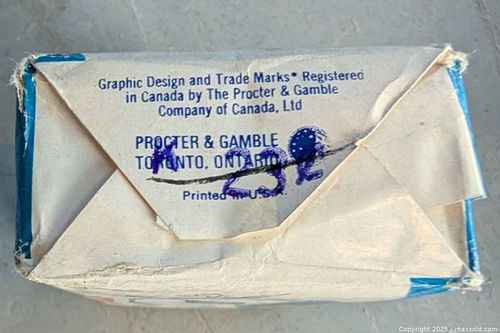 Graphic Design and Trade Marks* Registered
in Canada by The Procter & Gamble
Company of Canada, Ltd
PROCTER & GAMBLE
TORONTO, ONTARIO
Printed in U.S.A.
Copyright 2025 - maxsold.com